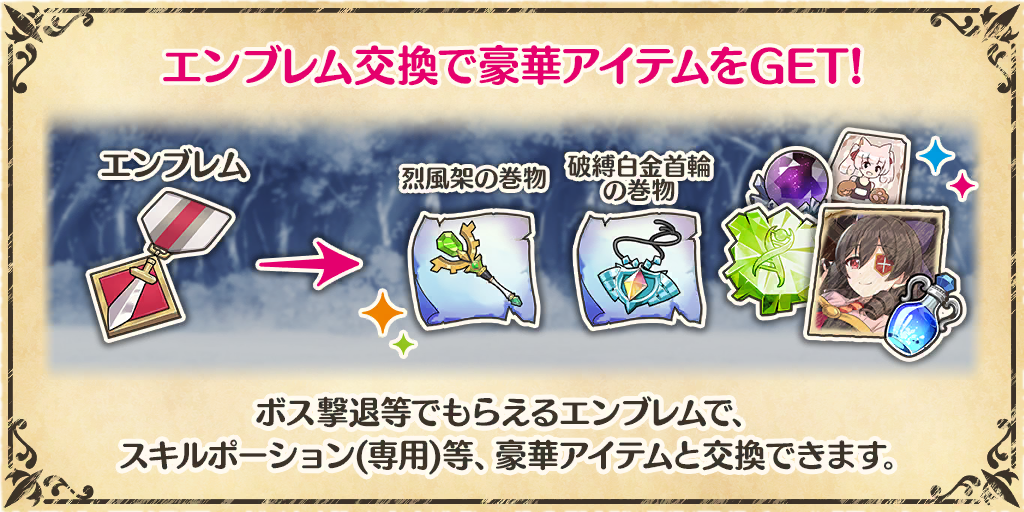 エンブレム交換で豪華アイテムをGET!
エンブレム
烈風架の巻物
破縛白金首輪
の巻物
ボス撃退等でもらえるエンブレムで、
スキルポーション(専用)等、豪華アイテムと交換できます。